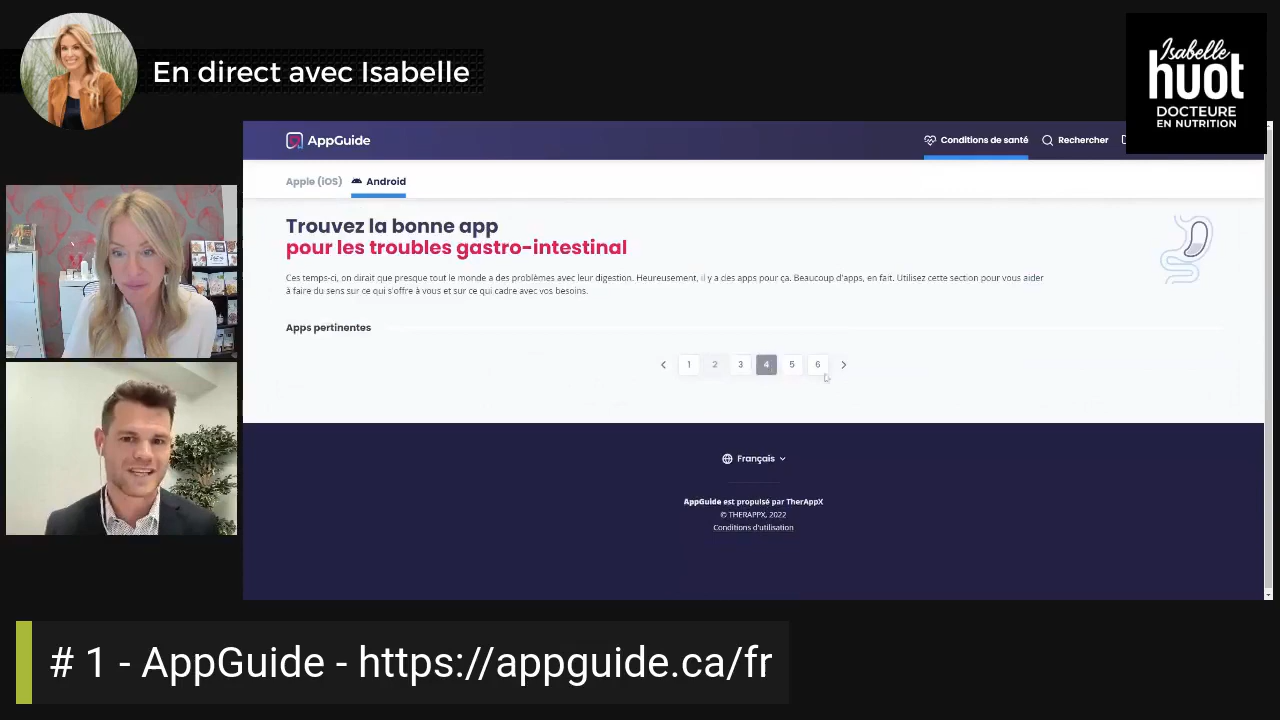 En direct avec Isabelle
Isabelle
huot
DOCTEURE
EN NUTRITION
AppGuide
Conditions de santé
Rechercher
Apple (iOS)
Android
Trouvez la bonne app
pour les troubles gastro-intestinal
Ces temps-ci, on dirait que presque tout le monde a des problèmes avec leur digestion. Heureusement, il y a des apps pour ça. Beaucoup d'apps, en fait. Utilisez cette section pour vous aider
à faire du sens sur ce qui s'offre à vous et sur ce qui cadre avec vos besoins.
Apps pertinentes
1 2 3 4 5 6
Français
AppGuide est propulsé par TherAppX
© THERAPPX, 2022
Conditions d'utilisation
# 1 - AppGuide - https://appguide.ca/fr